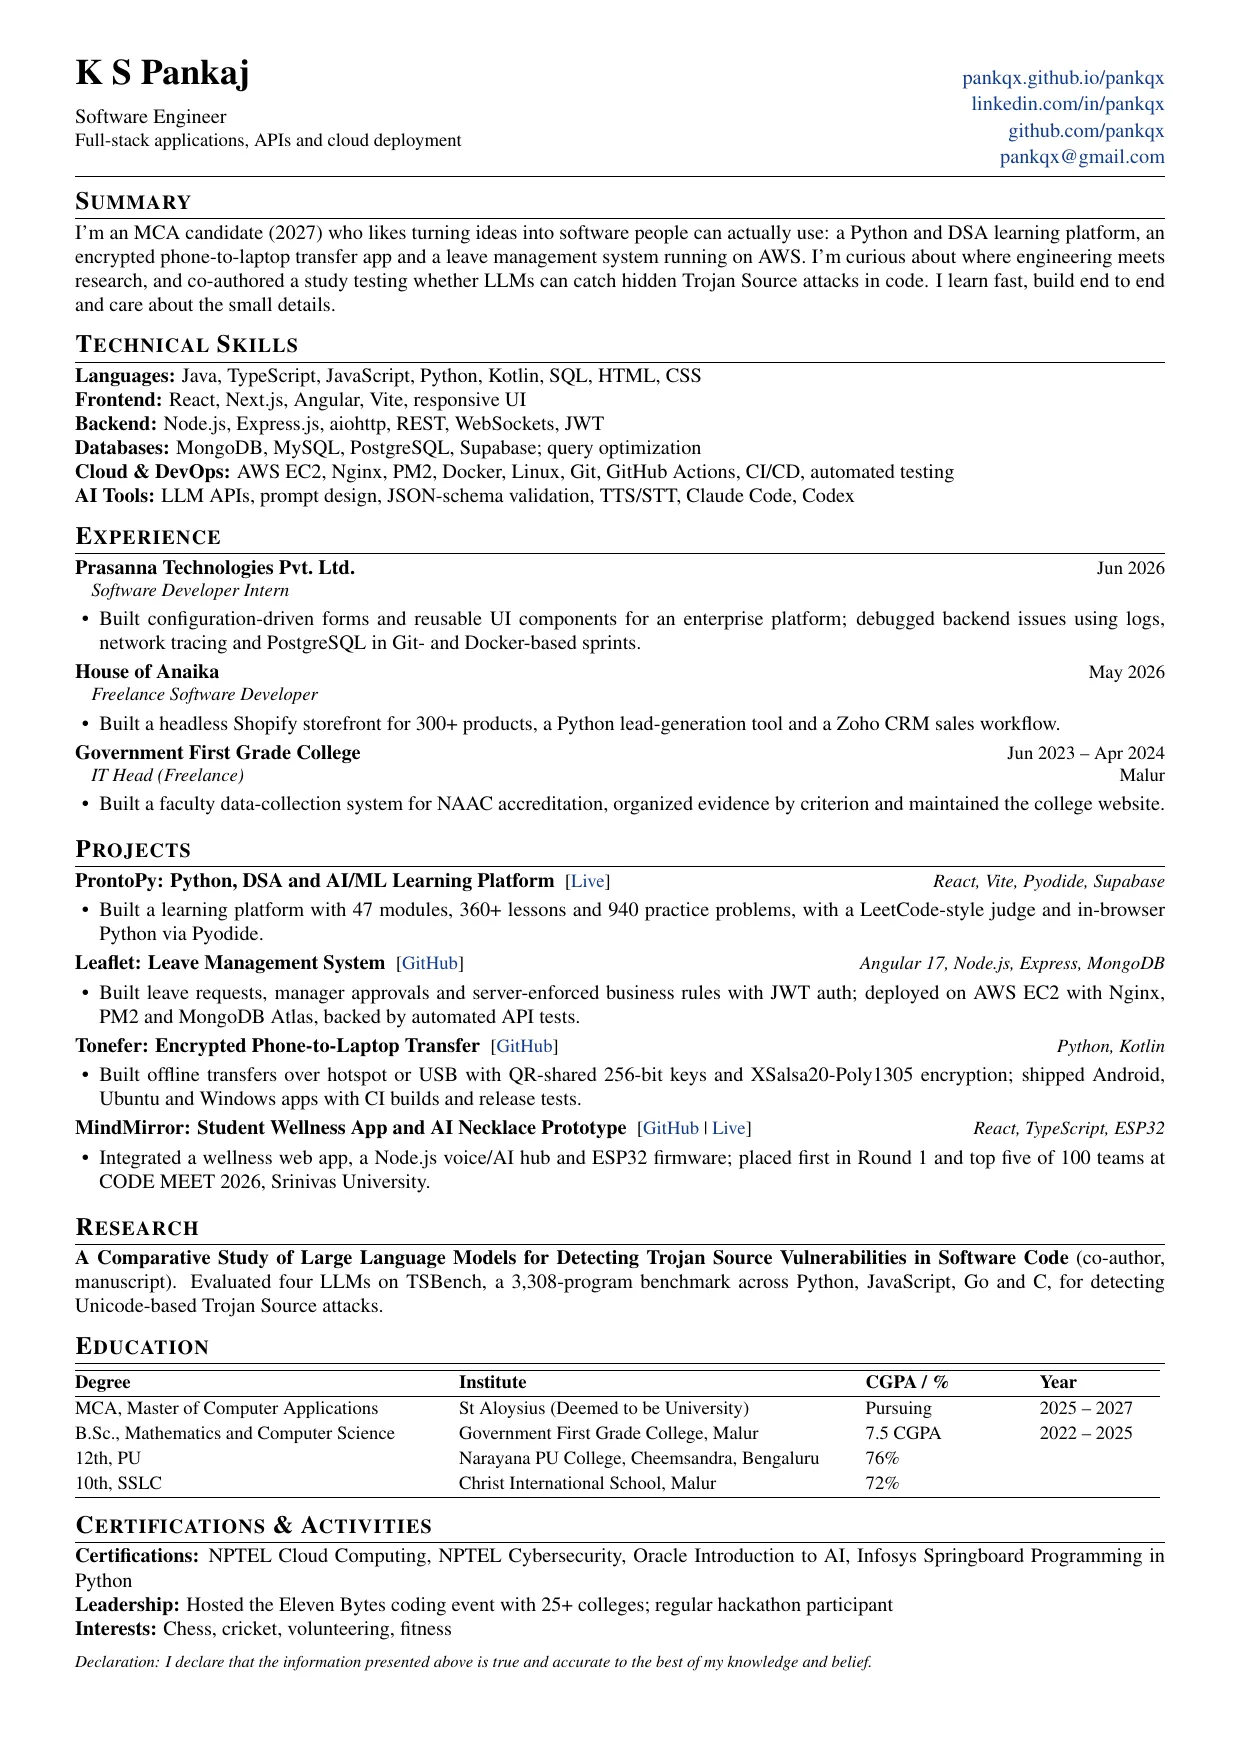 K S Pankaj
Software Engineer
Full-stack applications, APIs and cloud deployment
pankqx.github.io/pankqx
linkedin.com/in/pankqx
github.com/pankqx
pankqx@gmail.com
SUMMARY
I'm an MCA candidate (2027) who likes turning ideas into software people can actually use: a Python and DSA learning platform, an
encrypted phone-to-laptop transfer app and a leave management system running on AWS. I'm curious about where engineering meets
research, and co-authored a study testing whether LLMs can catch hidden Trojan Source attacks in code. I learn fast, build end to end
and care about the small details.
TECHNICAL SKILLS
Languages: Java, TypeScript, JavaScript, Python, Kotlin, SQL, HTML, CSS
Frontend: React, Next.js, Angular, Vite, responsive UI
Backend: Node.js, Express.js, aiohttp, REST, WebSockets, JWT
Databases: MongoDB, MySQL, PostgreSQL, Supabase; query optimization
Cloud & DevOps: AWS EC2, Nginx, PM2, Docker, Linux, Git, GitHub Actions, CI/CD, automated testing
AI Tools: LLM APIs, prompt design, JSON-schema validation, TTS/STT, Claude Code, Codex
EXPERIENCE
Prasanna Technologies Pvt. Ltd. Jun 2026
Software Developer Intern
• Built configuration-driven forms and reusable UI components for an enterprise platform; debugged backend issues using logs,
network tracing and PostgreSQL in Git- and Docker-based sprints.
House of Anaika May 2026
Freelance Software Developer
• Built a headless Shopify storefront for 300+ products, a Python lead-generation tool and a Zoho CRM sales workflow.
Government First Grade College Jun 2023 – Apr 2024
IT Head (Freelance) Malur
• Built a faculty data-collection system for NAAC accreditation, organized evidence by criterion and maintained the college website.
PROJECTS
ProntoPy: Python, DSA and AI/ML Learning Platform [Live] React, Vite, Pyodide, Supabase
• Built a learning platform with 47 modules, 360+ lessons and 940 practice problems, with a LeetCode-style judge and in-browser
Python via Pyodide.
Leaflet: Leave Management System [GitHub] Angular 17, Node.js, Express, MongoDB
• Built leave requests, manager approvals and server-enforced business rules with JWT auth; deployed on AWS EC2 with Nginx,
PM2 and MongoDB Atlas, backed by automated API tests.
Tonefer: Encrypted Phone-to-Laptop Transfer [GitHub] Python, Kotlin
• Built offline transfers over hotspot or USB with QR-shared 256-bit keys and XSalsa20-Poly1305 encryption; shipped Android,
Ubuntu and Windows apps with CI builds and release tests.
MindMirror: Student Wellness App and AI Necklace Prototype [GitHub | Live] React, TypeScript, ESP32
• Integrated a wellness web app, a Node.js voice/AI hub and ESP32 firmware; placed first in Round 1 and top five of 100 teams at
CODE MEET 2026, Srinivas University.
RESEARCH
A Comparative Study of Large Language Models for Detecting Trojan Source Vulnerabilities in Software Code (co-author,
manuscript). Evaluated four LLMs on TSBench, a 3,308-program benchmark across Python, JavaScript, Go and C, for detecting
Unicode-based Trojan Source attacks.
EDUCATION
Degree Institute CGPA / % Year
MCA, Master of Computer Applications St Aloysius (Deemed to be University) Pursuing 2025 – 2027
B.Sc., Mathematics and Computer Science Government First Grade College, Malur 7.5 CGPA 2022 – 2025
12th, PU Narayana PU College, Cheemsandra, Bengaluru 76%
10th, SSLC Christ International School, Malur 72%
CERTIFICATIONS & ACTIVITIES
Certifications: NPTEL Cloud Computing, NPTEL Cybersecurity, Oracle Introduction to AI, Infosys Springboard Programming in
Python
Leadership: Hosted the Eleven Bytes coding event with 25+ colleges; regular hackathon participant
Interests: Chess, cricket, volunteering, fitness
Declaration: I declare that the information presented above is true and accurate to the best of my knowledge and belief.